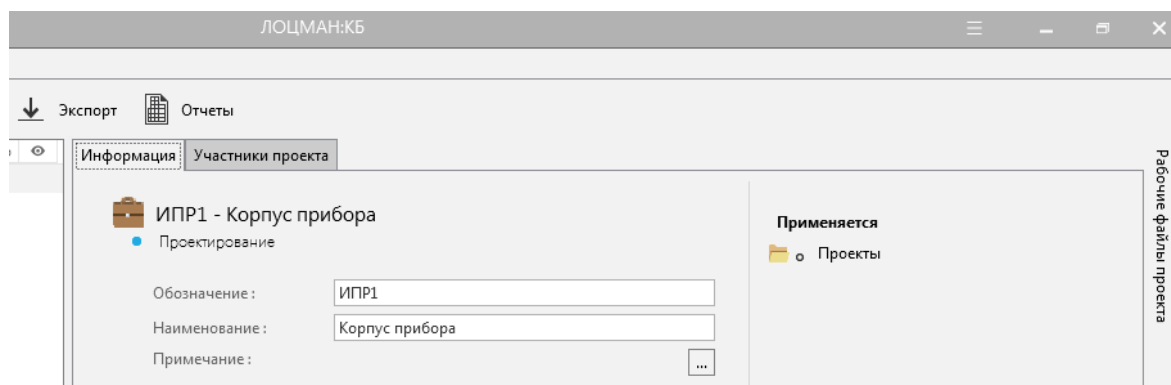 ЛОЦМАН:КБ
Экспорт
Отчеты
Информация
Участники проекта
ИПР1 - Корпус прибора
Проектирование
Обозначение :
ИПР1
Наименование :
Корпус прибора
Примечание :
...
Применяется
Проекты
Рабочие файлы проекта